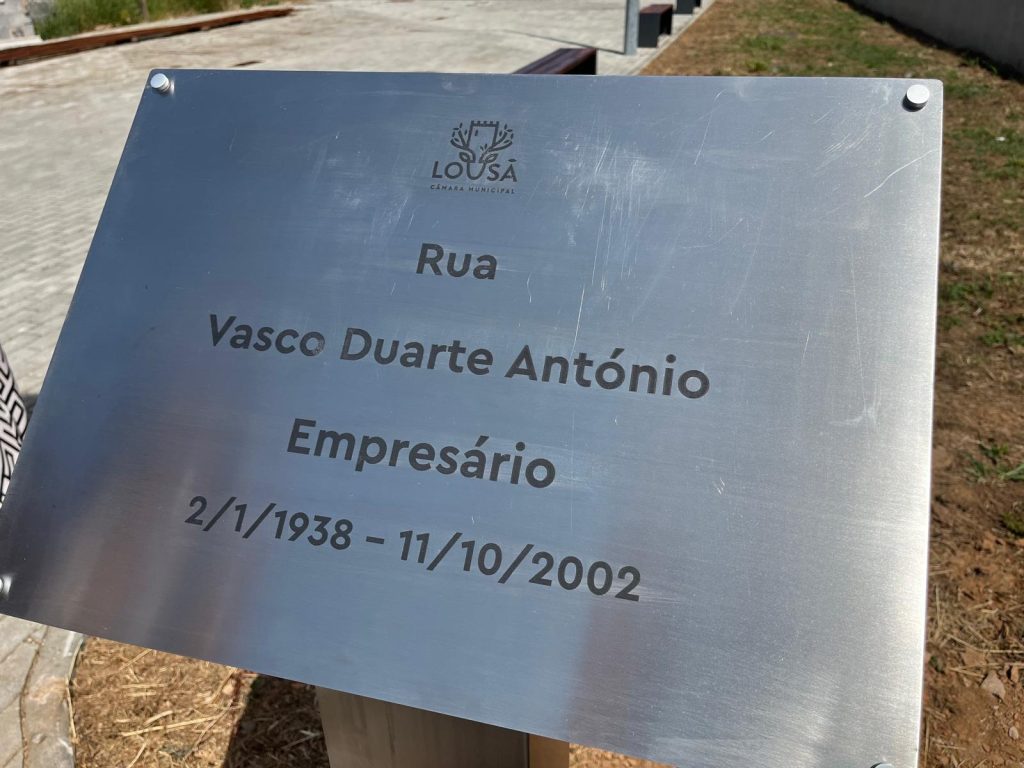 LOUSÃ
CÂMARA MUNICIPAL
Rua
Vasco Duarte António
Empresário
2/1/1938 – 11/10/2002